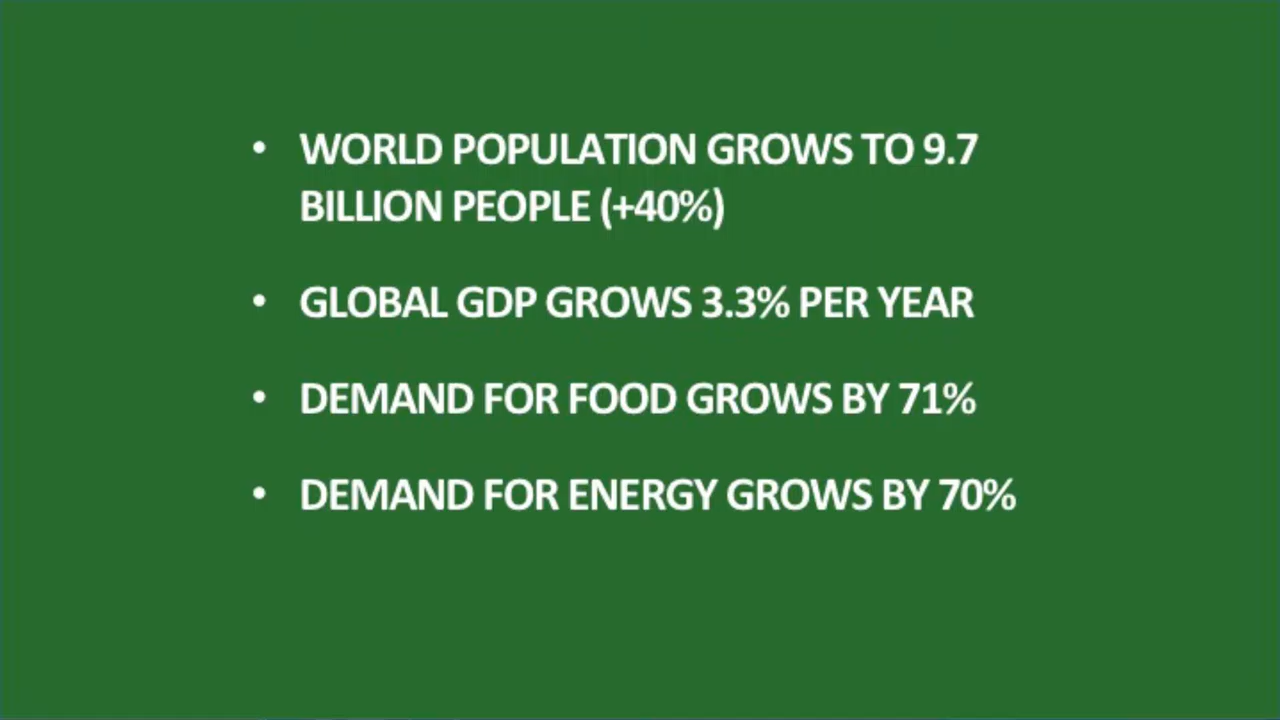 • WORLD POPULATION GROWS TO 9.7
BILLION PEOPLE (+40%)
• GLOBAL GDP GROWS 3.3% PER YEAR
• DEMAND FOR FOOD GROWS BY 71%
• DEMAND FOR ENERGY GROWS BY 70%